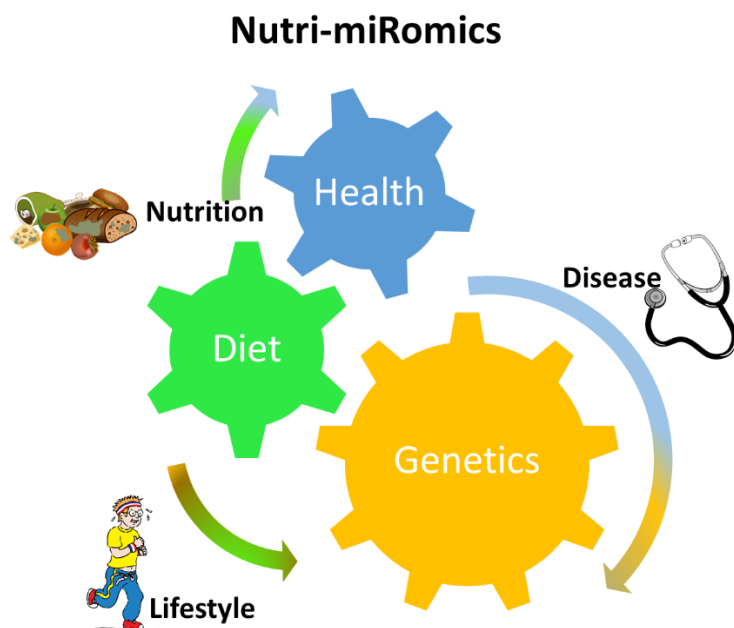 Nutri-miRomics
Health
Nutrition
Disease
Diet
Genetics
Lifestyle